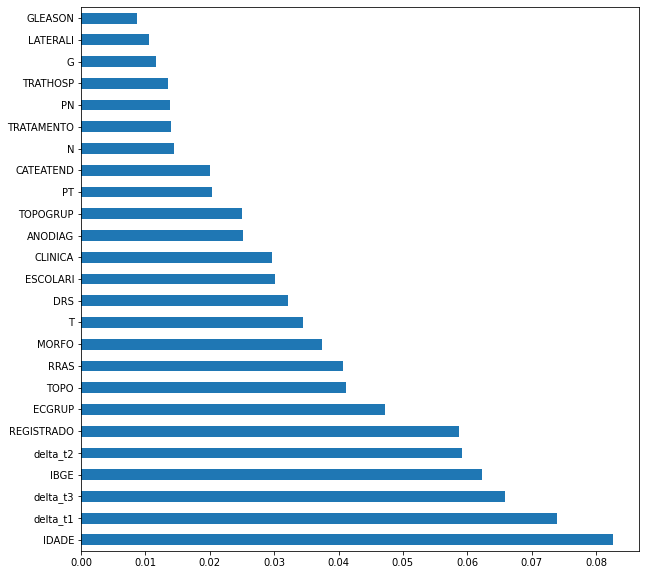 GLEASON
LATERALI
G
TRATHOSP
PN
TRATAMENTO
N
CATEATEND
PT
TOPOGRUP
ANODIAG
CLINICA
ESCOLARI
DRS
T
MORFO
RRAS
TOPO
ECGRUP
REGISTRADO
delta_t2
IBGE
delta_t3
delta_t1
IDADE
0.00 0.01 0.02 0.03 0.04 0.05 0.06 0.07 0.08